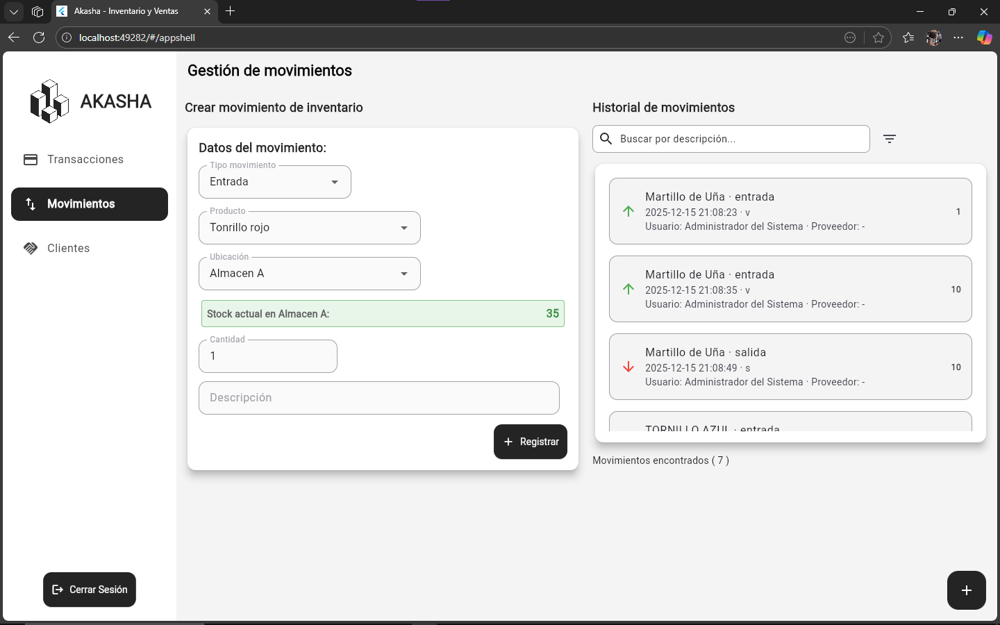 Akasha - Inventario y Ventas
localhost:49282/#/appshell
AKASHA
Transacciones
Movimientos
Clientes
Cerrar Sesión
Gestión de movimientos
Crear movimiento de inventario
Datos del movimiento:
Tipo movimiento
Entrada
Producto
Tonrillo rojo
Ubicación
Almacen A
Stock actual en Almacen A: 35
Cantidad
1
Descripción
+ Registrar
Historial de movimientos
Buscar por descripción...
Martillo de Uña · entrada
2025-12-15 21:08:23 · v
Usuario: Administrador del Sistema · Proveedor: -
1
Martillo de Uña · entrada
2025-12-15 21:08:35 · v
Usuario: Administrador del Sistema · Proveedor: -
10
Martillo de Uña · salida
2025-12-15 21:08:49 · s
Usuario: Administrador del Sistema · Proveedor: -
10
TORNILLO AZUL · entrada
Movimientos encontrados ( 7 )